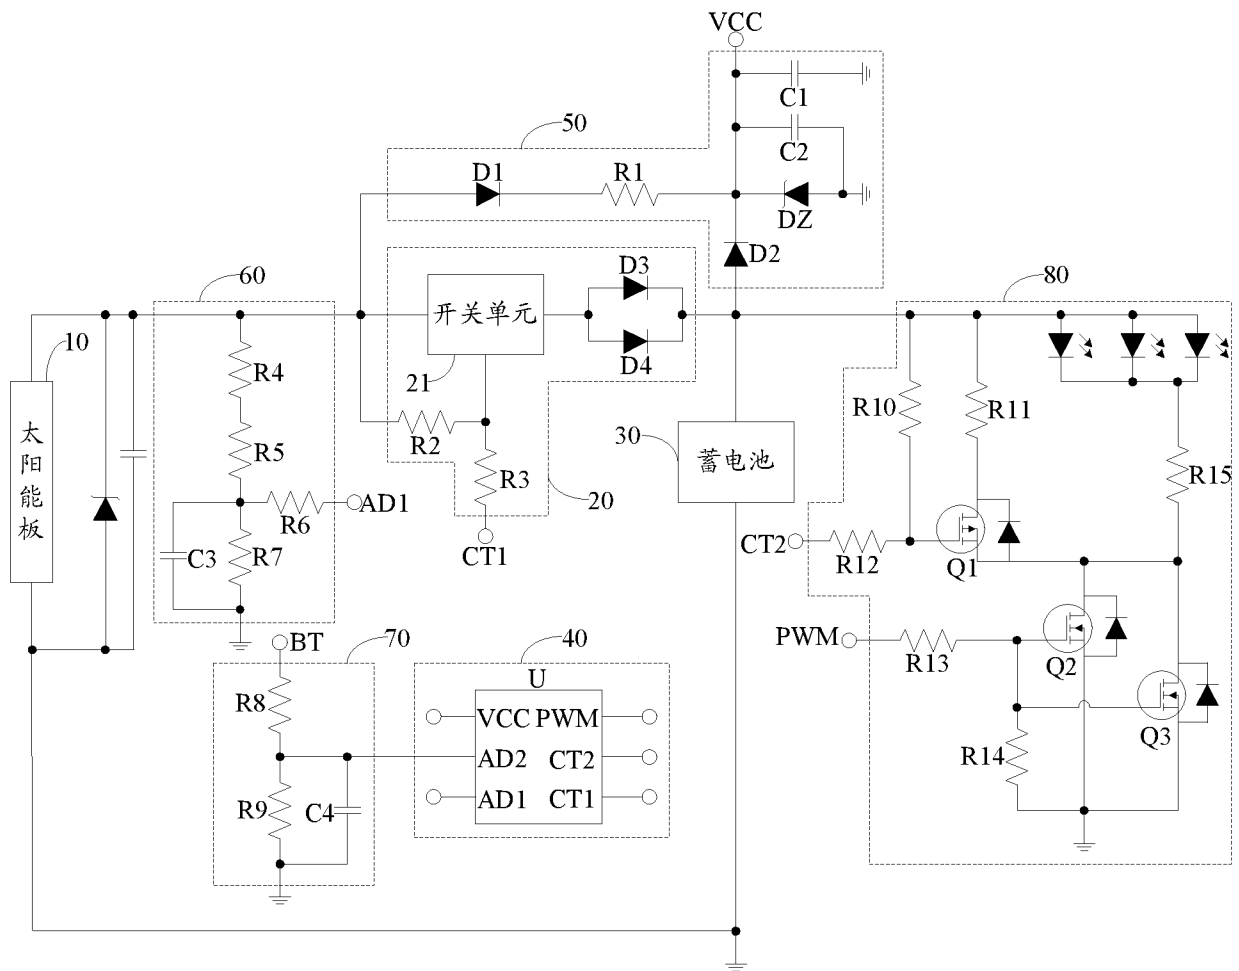 VCC
C1
50
C2
D1
R1
DZ
D2
60
D3
80
10
开关单元
R4
21
D4
R10
R11
R2
30
太阳能板
R5
蓄电池
R3
R15
R6
AD1
20
C3
R7
CT1
CT2
R12
Q1
BT
70
40
PWM
R13
Q2
U
R8
VCC
PWM
Q3
AD2
CT2
R14
R9
C4
AD1
CT1